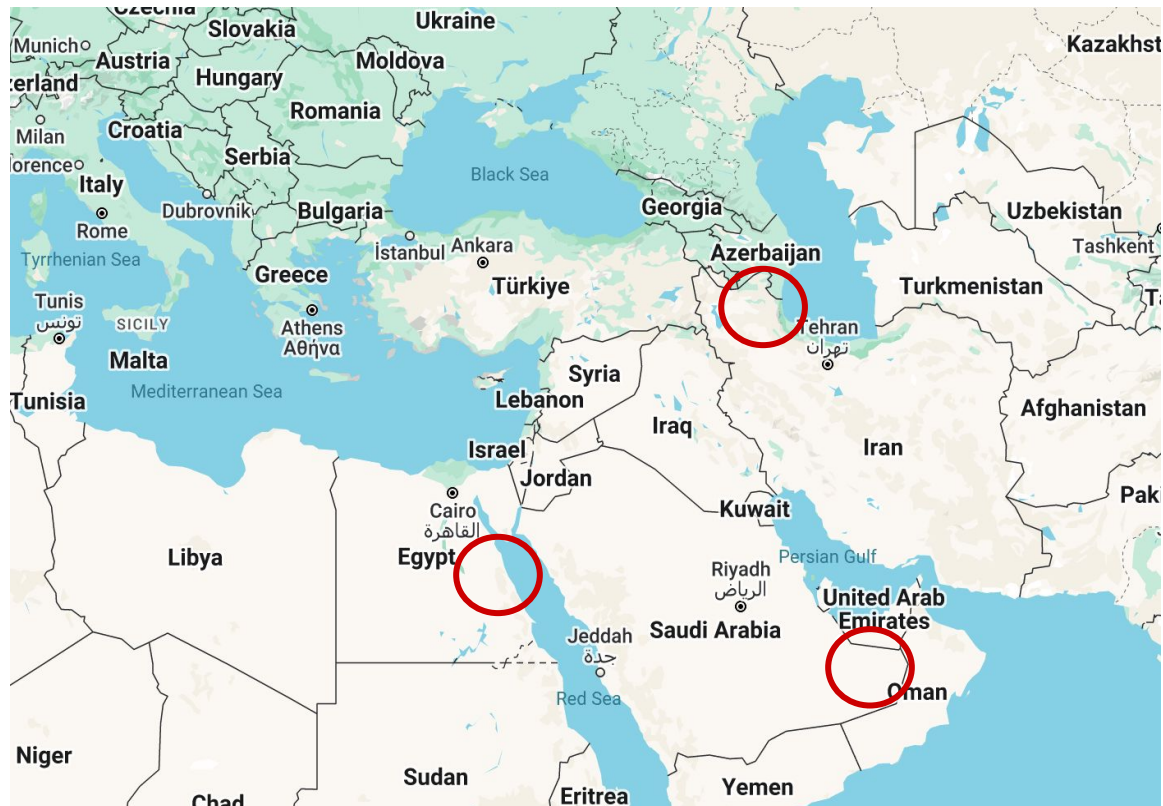 Czechia
Slovakia
Ukraine
Munich
Austria
Moldova
Kazakhst
zerland
Hungary
Romania
Milan
Croatia
lorence
Serbia
Italy
Black Sea
Dubrovnik
Bulgaria
Georgia
Uzbekistan
Rome
İstanbul
Ankara
Azerbaijan
Tashkent
Tyrrhenian Sea
Greece
Türkiye
Turkmenistan
Ta
Tunis
تونس
SICILY
Athens
Αθήνα
Tehran
تهران
Malta
Syria
Mediterranean Sea
Tunisia
Lebanon
Afghanistan
Iraq
Israel
Iran
Jordan
Cairo
القاهرة
Kuwait
Paki
Libya
Egypt
Persian Gulf
Riyadh
الرياض
United Arab
Emirates
Jeddah
جدة
Saudi Arabia
Red Sea
Oman
Niger
Sudan
Yemen
Eritrea
Chad